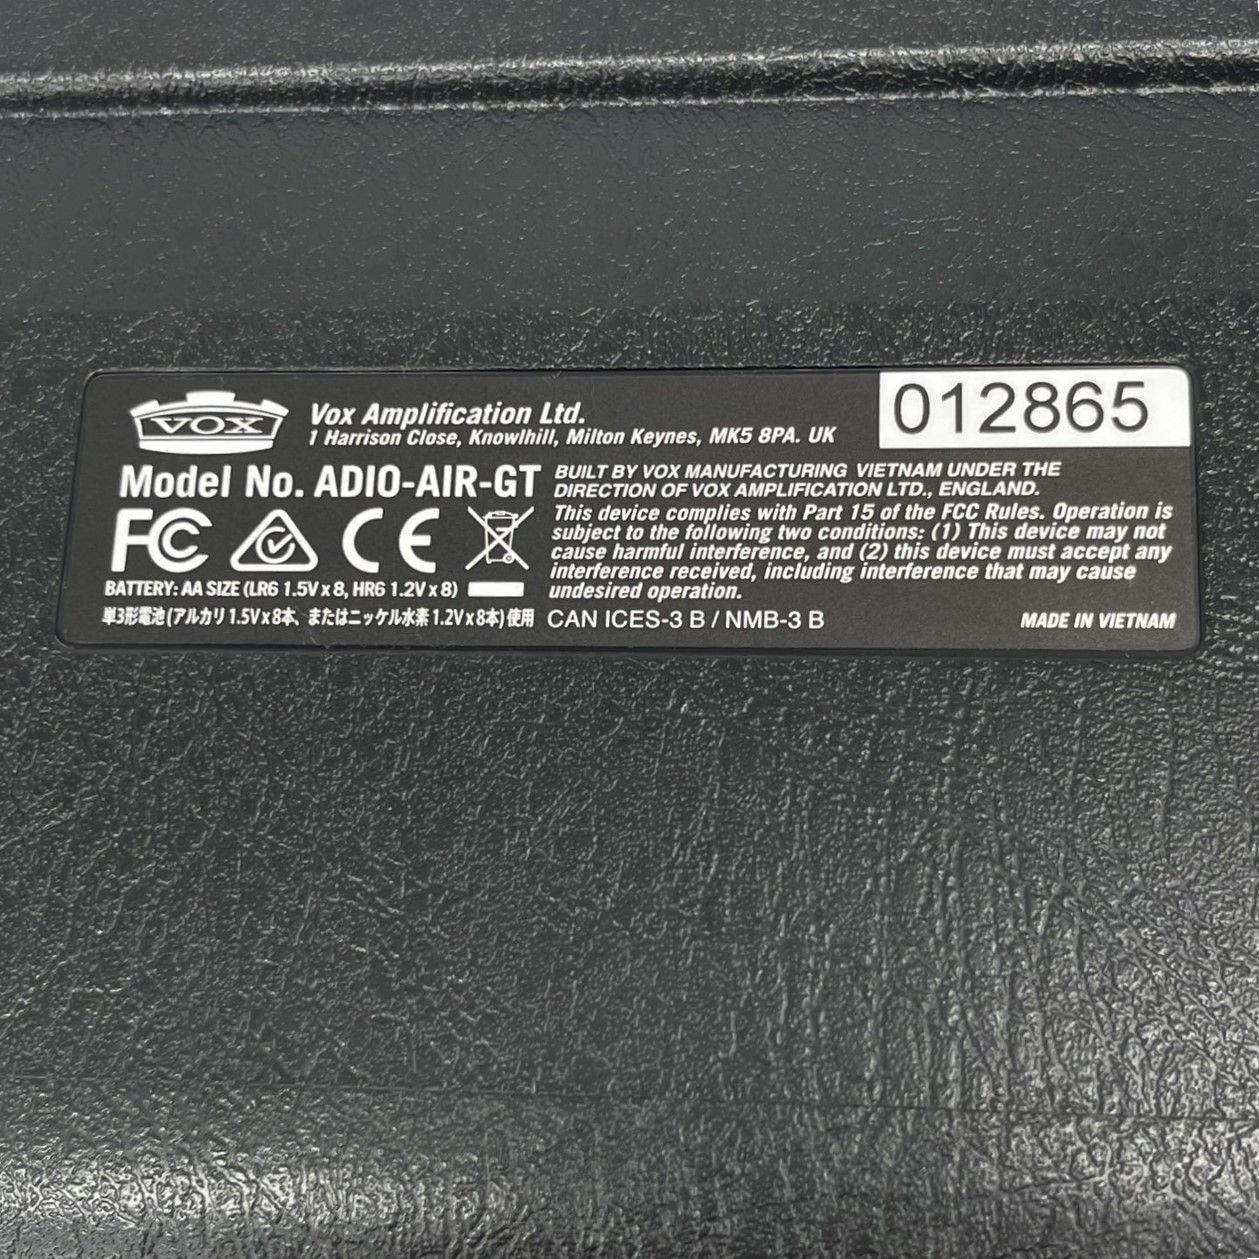 VOX
Vox Amplification Ltd.
1 Harrison Close, Knowlhill, Milton Keynes, MK5 8PA. UK
012865
Model No. ADIO-AIR-GT
BUILT BY VOX MANUFACTURING VIETNAM UNDER THE
DIRECTION OF VOX AMPLIFICATION LTD., ENGLAND.
FC CE
This device complies with Part 15 of the FCC Rules. Operation is
subject to the following two conditions: (1) This device may not
cause harmful interference, and (2) this device must accept any
interference received, including interference that may cause
undesired operation.
BATTERY: AA SIZE (LR6 1.5V x 8, HR6 1.2V x 8)
単3形電池(アルカリ1.5Vx8本、またはニッケル水素1.2Vx8本)使用
CAN ICES-3 B / NMB-3 B
MADE IN VIETNAM